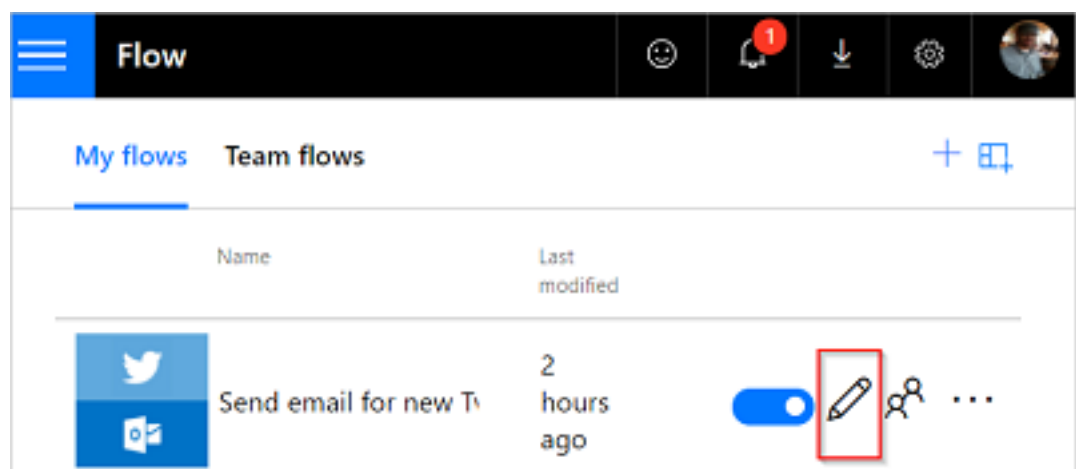 Flow
1
My flows Team flows
Name
Last
modified
Send email for new
2
hours
ago